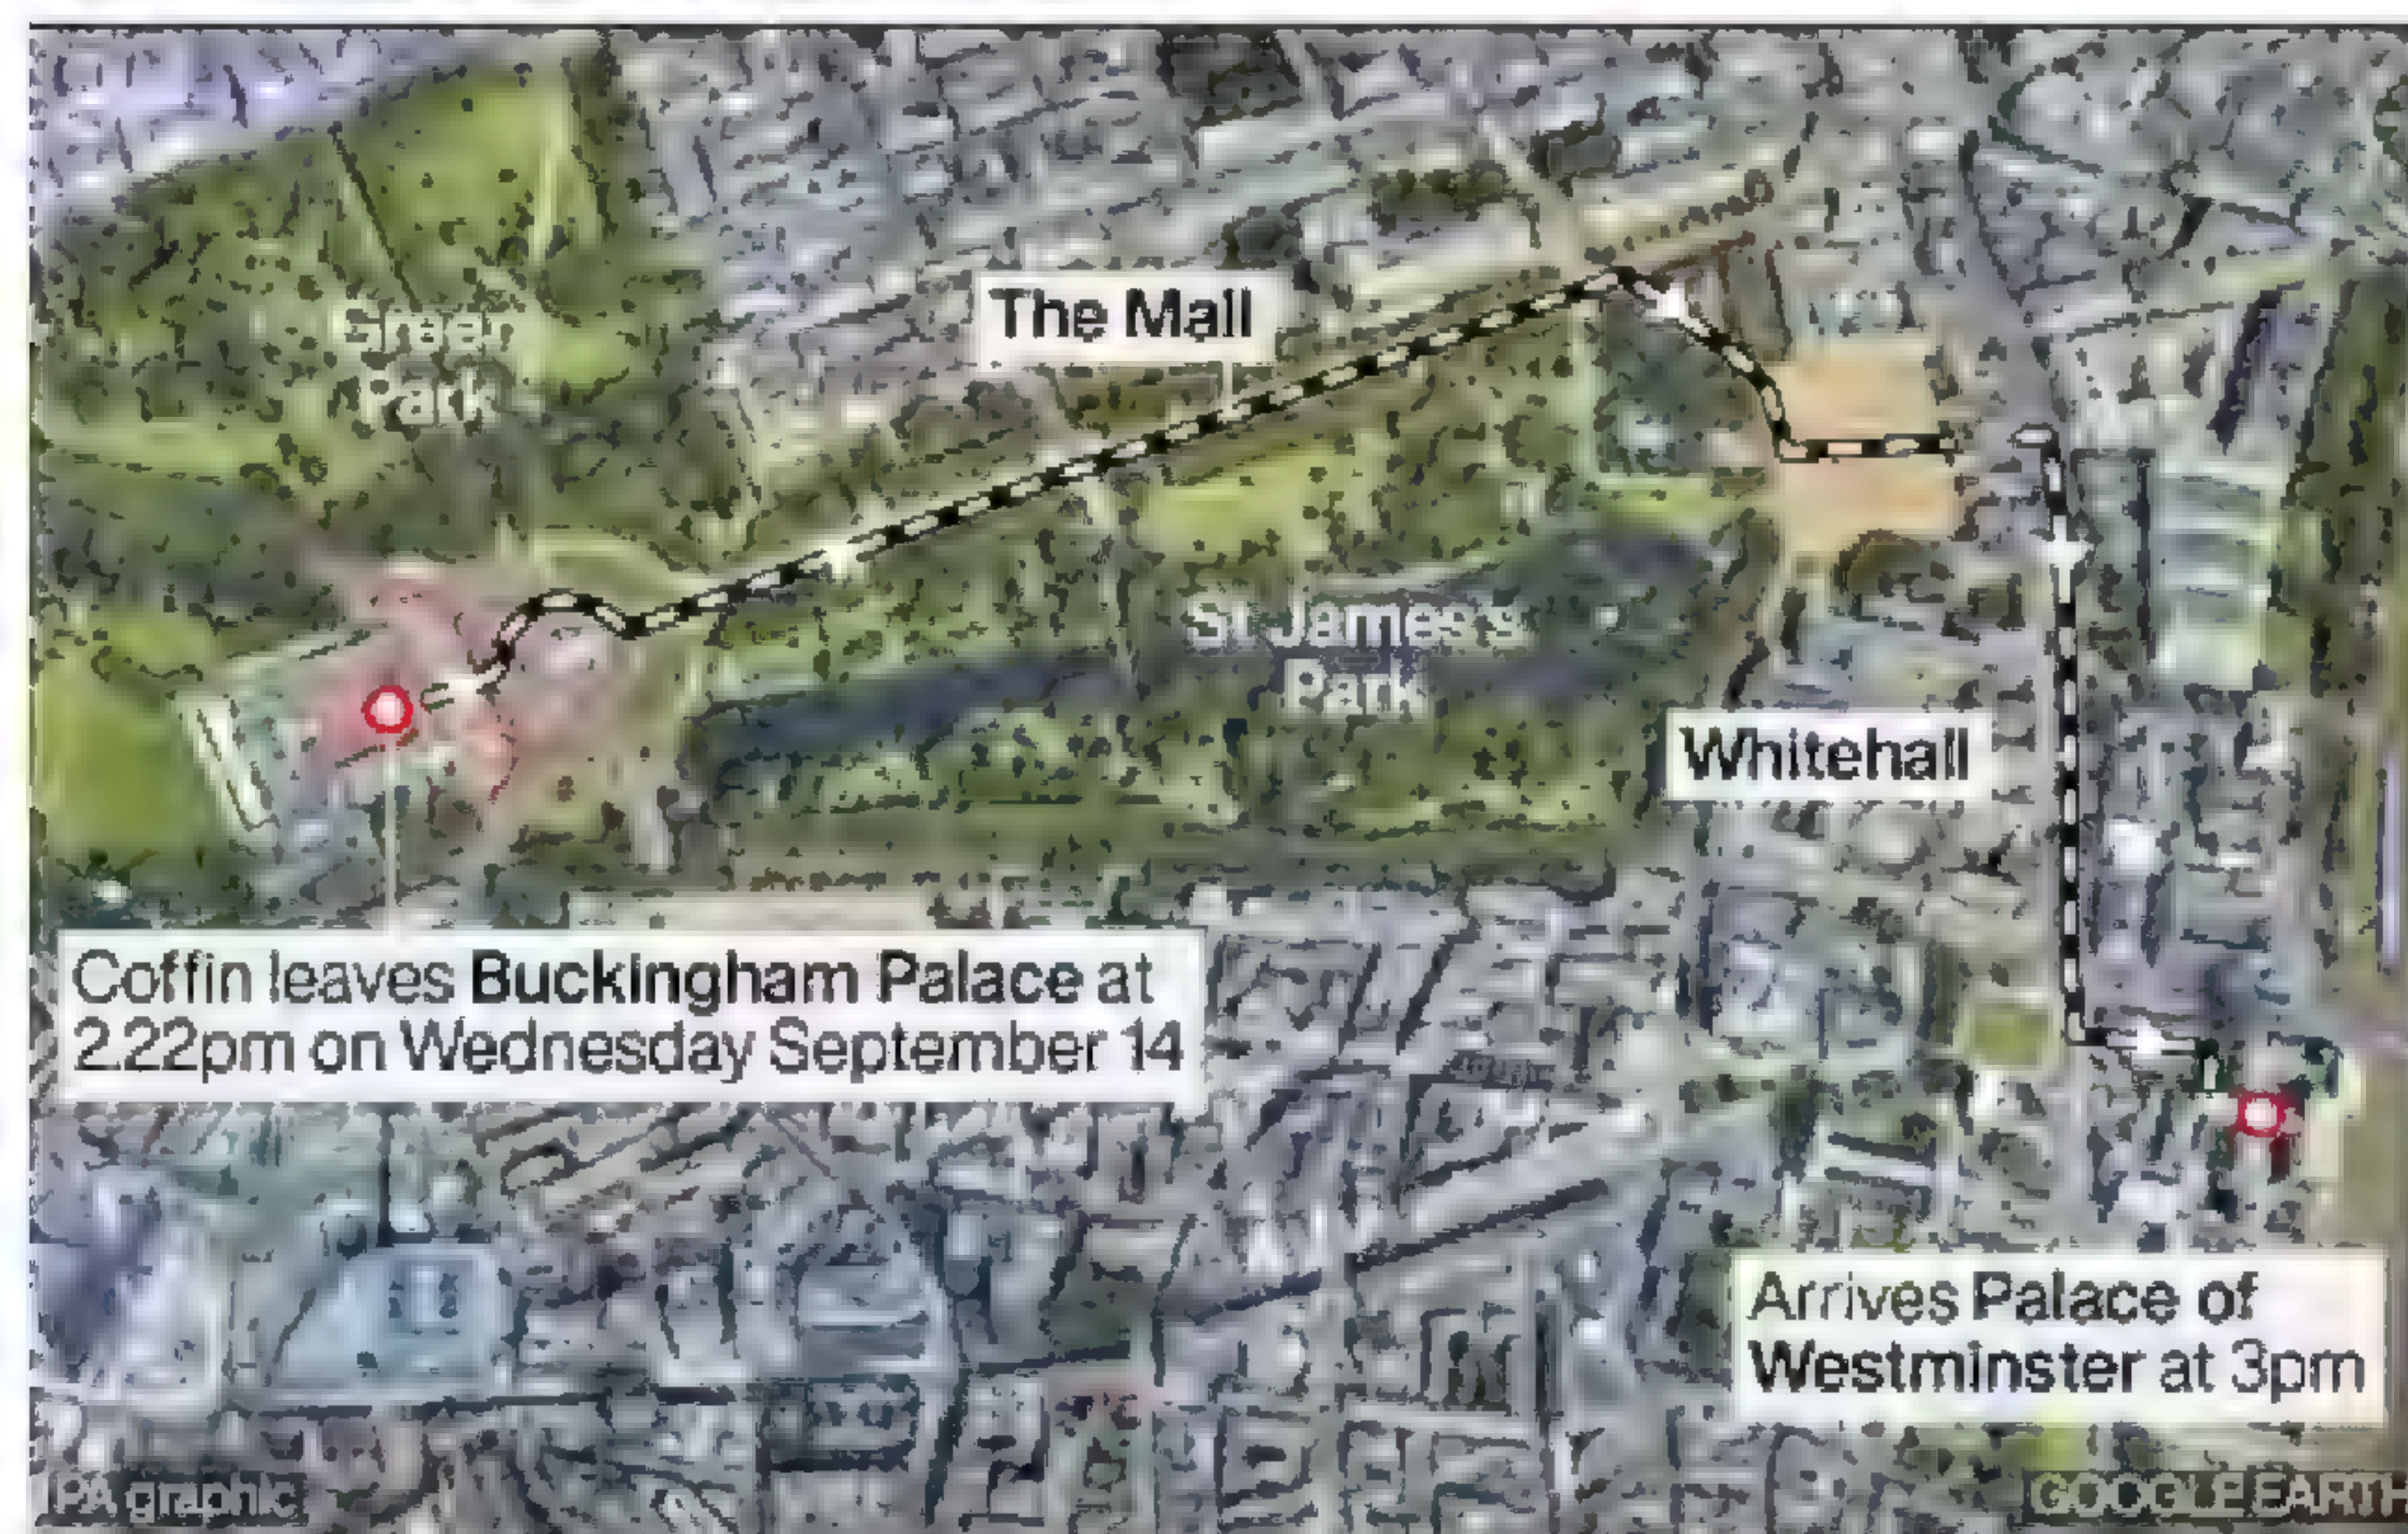 Green
Park
The Mall
St James's
Park
Whitehall
Coffin leaves Buckingham Palace at
2.22pm on Wednesday September 14
Arrives Palace of
Westminster at 3pm
PA graphic
GOOGLE EARTH